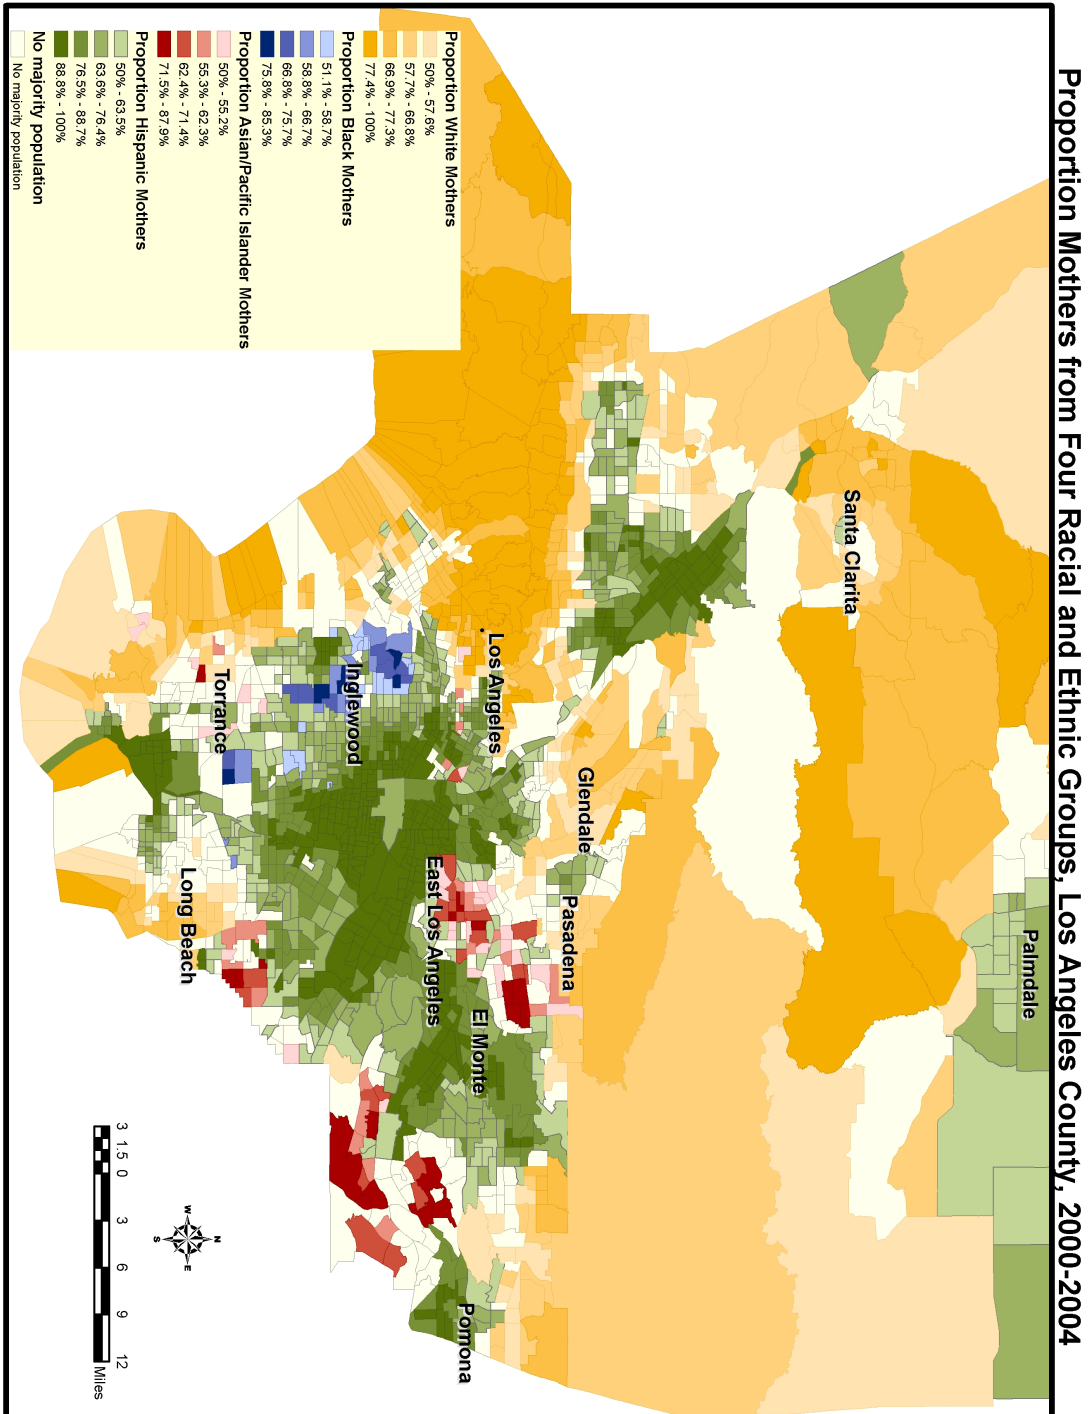 Proportion Mothers from Four Racial and Ethnic Groups, Los Angeles County, 2000-2004
Palmdale
Santa Clarita
Glendale
Pasadena
Los Angeles
El Monte
Pomona
East Los Angeles
Inglewood
Torrance
Long Beach
Proportion White Mothers
50% - 57.6%
57.7% - 66.8%
66.9% - 77.3%
77.4% - 100%
Proportion Black Mothers
51.1% - 58.7%
58.8% - 66.7%
66.8% - 75.7%
75.8% - 85.3%
Proportion Asian/Pacific Islander Mothers
50% - 55.2%
55.3% - 62.3%
62.4% - 71.4%
71.5% - 87.9%
Proportion Hispanic Mothers
50% - 63.5%
63.6% - 76.4%
76.5% - 88.7%
88.8% - 100%
No majority population
No majority population
N
W
E
S
3 1.5 0 3 6 9 12
Miles